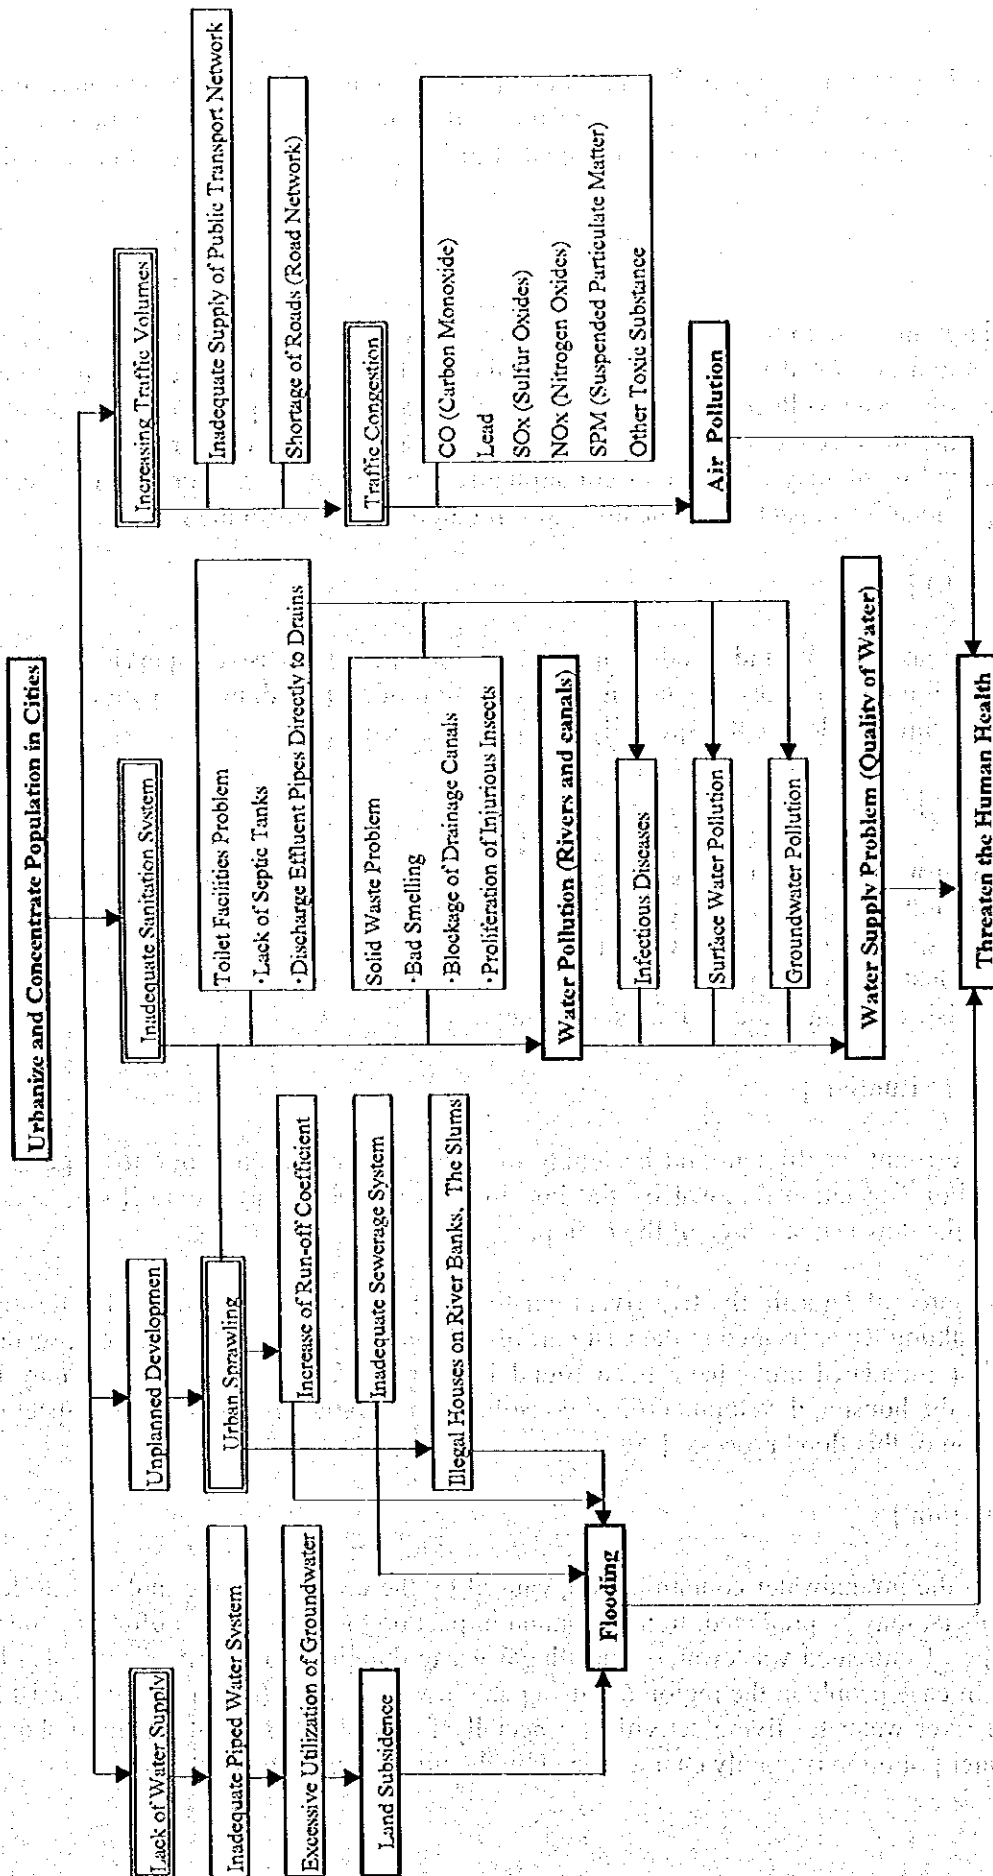 Urbanize and Concentrate Population in Cities
Lack of Water Supply
Inadequate Piped Water System
Excessive Utilization of Groundwater
Land Subsidence
Unplanned Developmen
Urban Sprawling
Increase of Run-off Coefficient
Inadequate Sewerage System
Illegal Houses on River Banks. The Slums
Flooding
Inadequate Sanitation System
Toilet Facilities Problem
·Lack of Septic Tanks
·Discharge Effluent Pipes Directly to Drains
Solid Waste Problem
·Bad Smelling
·Blockage of Drainage Canals
·Proliferation of Injurious Insects
Water Pollution (Rivers and canals)
Infectious Diseases
Surface Water Pollution
Groundwater Pollution
Water Supply Problem (Quality of Water)
Increasing Traffic Volumes
Inadequate Supply of Public Transport Network
Shortage of Roads (Road Network)
Traffic Congestion
CO (Carbon Monoxide)
Lead
SOx (Sulfur Oxides)
NOx (Nitrogen Oxides)
SPM (Suspended Particulate Matter)
Other Toxic Substance
Air Pollution
Threaten the Human Health